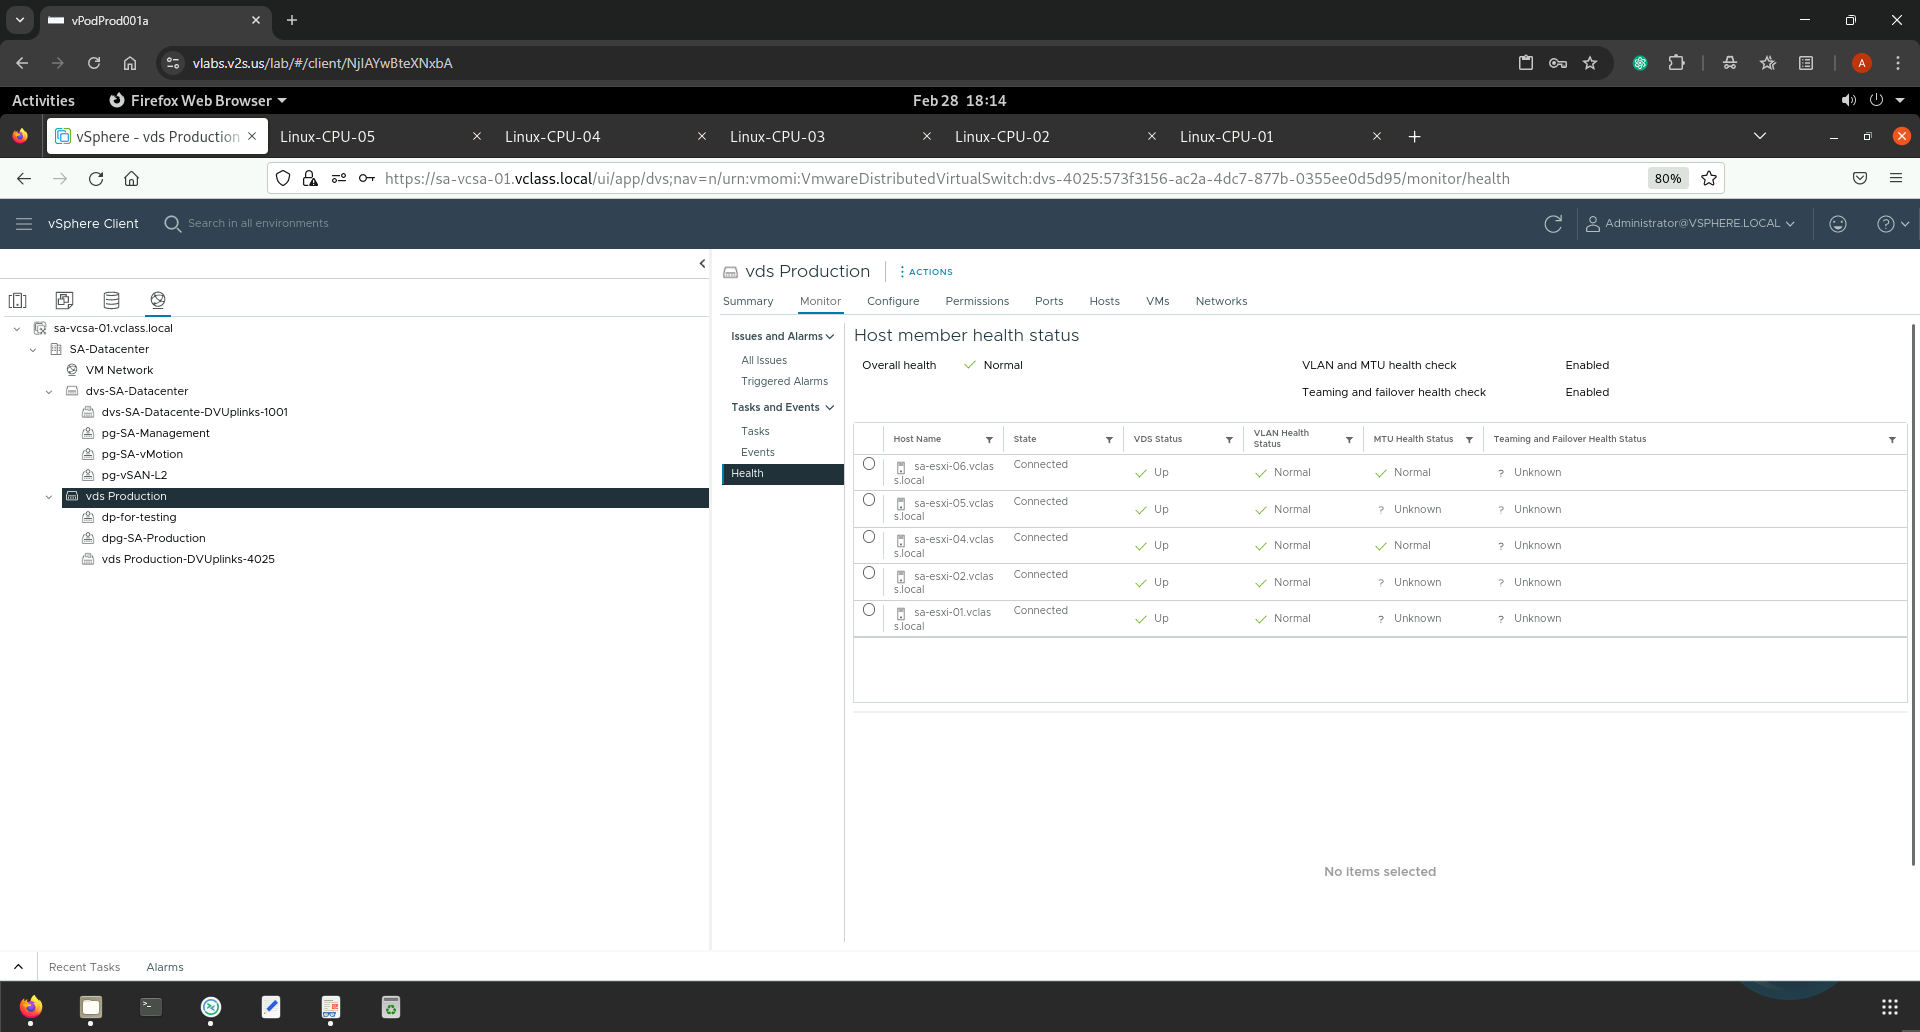 vPodProd001a
vlabs.v2s.us/lab/#/client/NjIAYwBteXNxbA
A
Activities
Firefox Web Browser
Feb 28 18:14
vSphere - vds Production
Linux-CPU-05
Linux-CPU-04
Linux-CPU-03
Linux-CPU-02
Linux-CPU-01
https://sa-vcsa-01.vclass.local/ui/app/dvs;nav=n/urn:vmomi:VmwareDistributedVirtualSwitch:dvs-4025:573f3156-ac2a-4dc7-877b-0355ee0d5d95/monitor/health
80%
vSphere Client
Search in all environments
Administrator@VSPHERE.LOCAL
sa-vcsa-01.vclass.local
SA-Datacenter
VM Network
dvs-SA-Datacenter
dvs-SA-Datacente-DVUplinks-1001
pg-SA-Management
pg-SA-vMotion
pg-vSAN-L2
vds Production
dp-for-testing
dpg-SA-Production
vds Production-DVUplinks-4025
vds Production
ACTIONS
Summary Monitor Configure Permissions Ports Hosts VMs Networks
Issues and Alarms
All Issues
Triggered Alarms
Tasks and Events
Tasks
Events
Health
Host member health status
Overall health Normal
VLAN and MTU health check Enabled
Teaming and failover health check Enabled
Host Name State VDS Status VLAN Health Status MTU Health Status Teaming and Failover Health Status
sa-esxi-06.vclass.local Connected Up Normal Normal ? Unknown
sa-esxi-05.vclass.local Connected Up Normal ? Unknown ? Unknown
sa-esxi-04.vclass.local Connected Up Normal Normal ? Unknown
sa-esxi-02.vclass.local Connected Up Normal ? Unknown ? Unknown
sa-esxi-01.vclass.local Connected Up Normal ? Unknown ? Unknown
No items selected
Recent Tasks Alarms